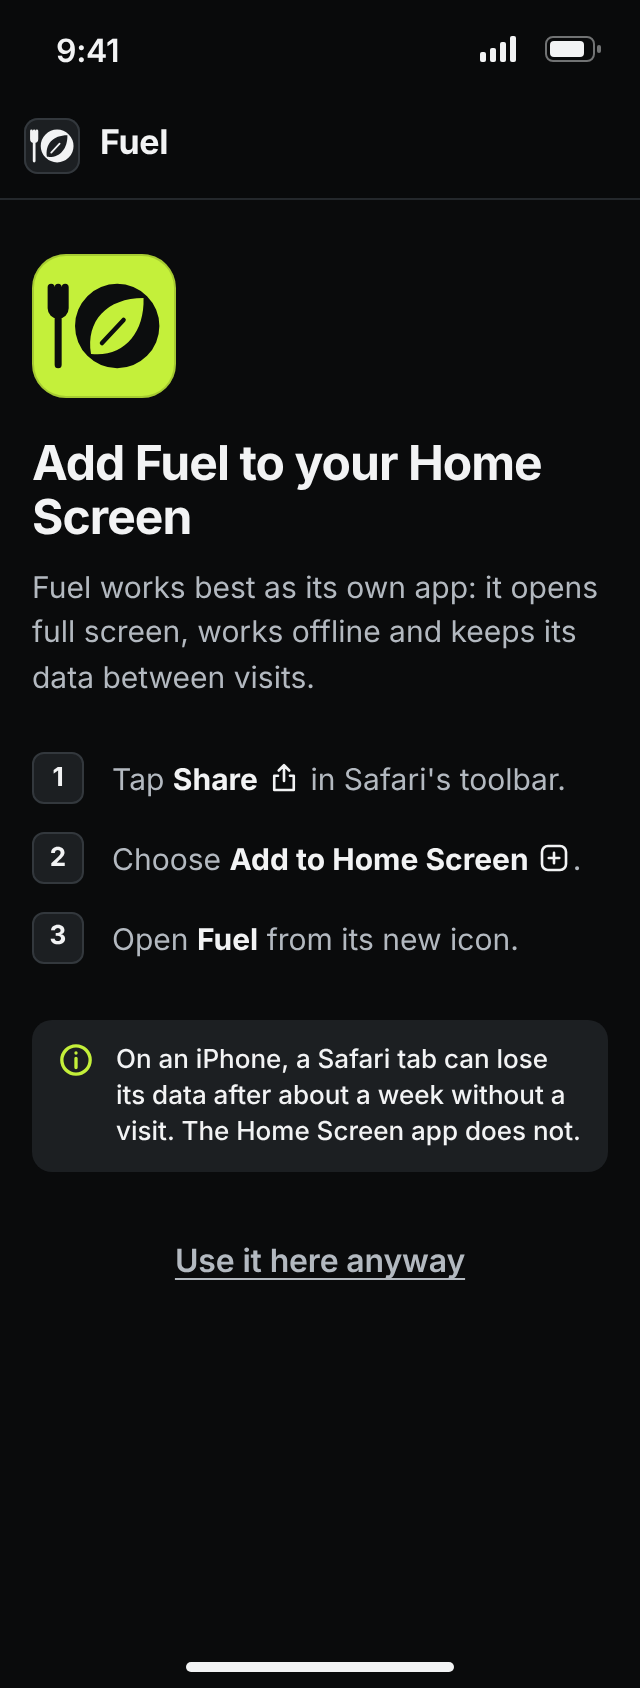 9:41
Fuel
Add Fuel to your Home
Screen
Fuel works best as its own app: it opens
full screen, works offline and keeps its
data between visits.
1 Tap Share in Safari's toolbar.
2 Choose Add to Home Screen .
3 Open Fuel from its new icon.
On an iPhone, a Safari tab can lose
its data after about a week without a
visit. The Home Screen app does not.
Use it here anyway